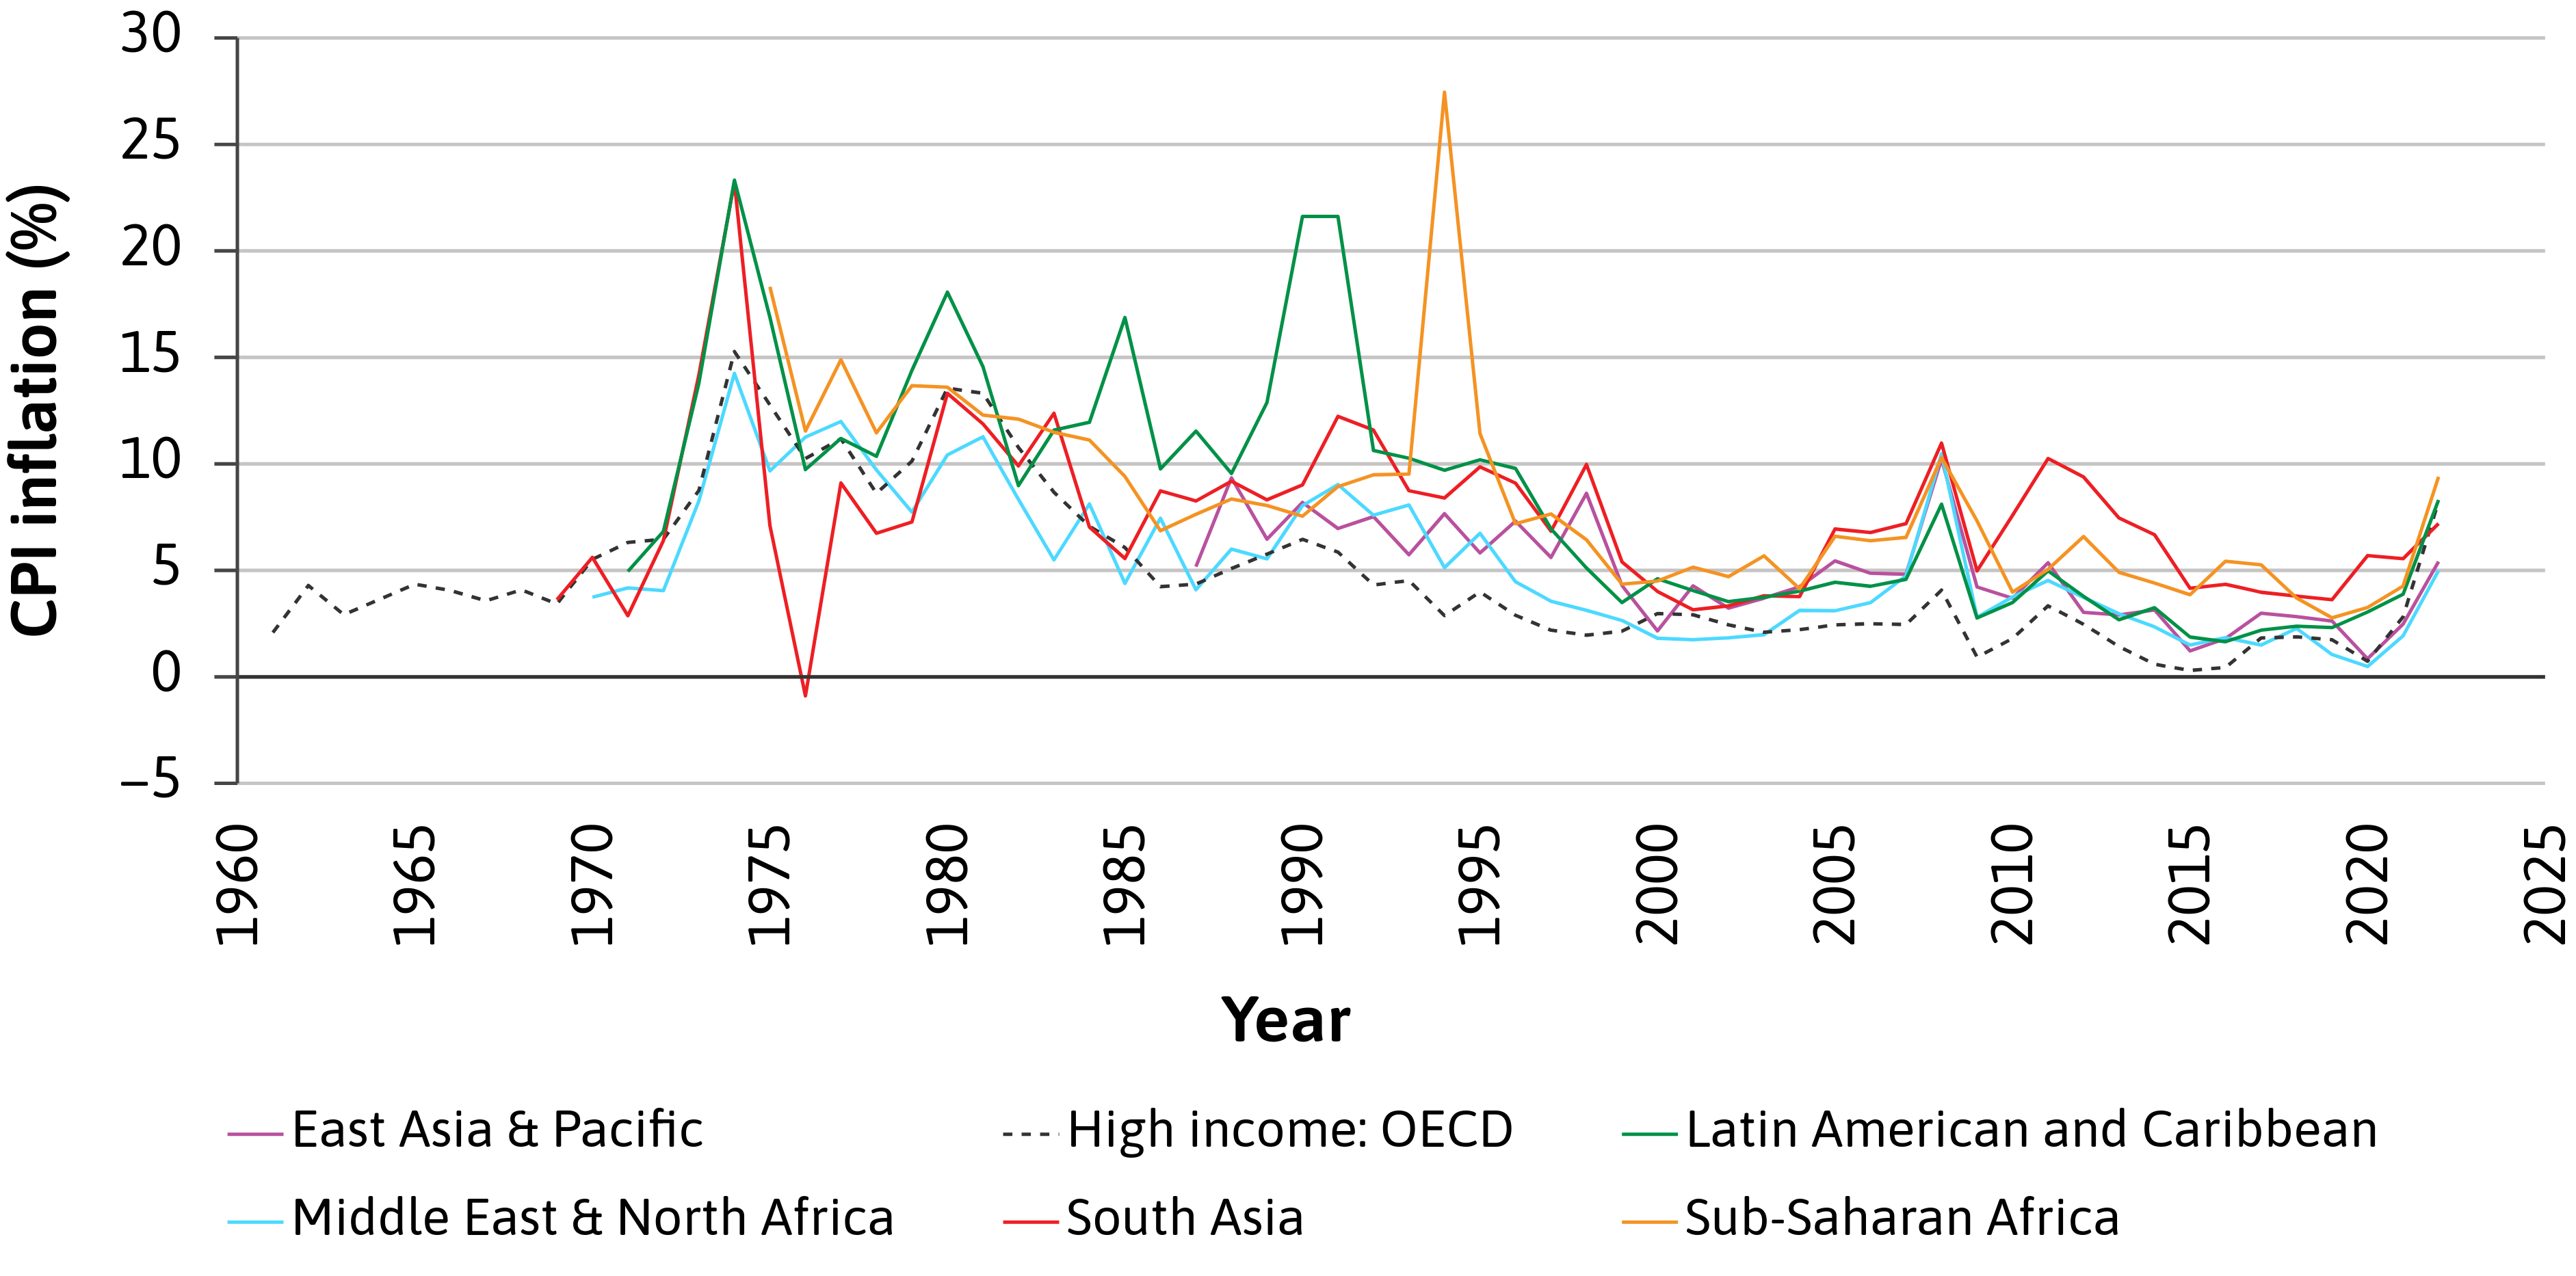 CPI inflation (%)
30
25
20
15
10
5
0
−5
1960 1965 1970 1975 1980 1985 1990 1995 2000 2005 2010 2015 2020 2025
Year
East Asia & Pacific High income: OECD Latin American and Caribbean
Middle East & North Africa South Asia Sub-Saharan Africa